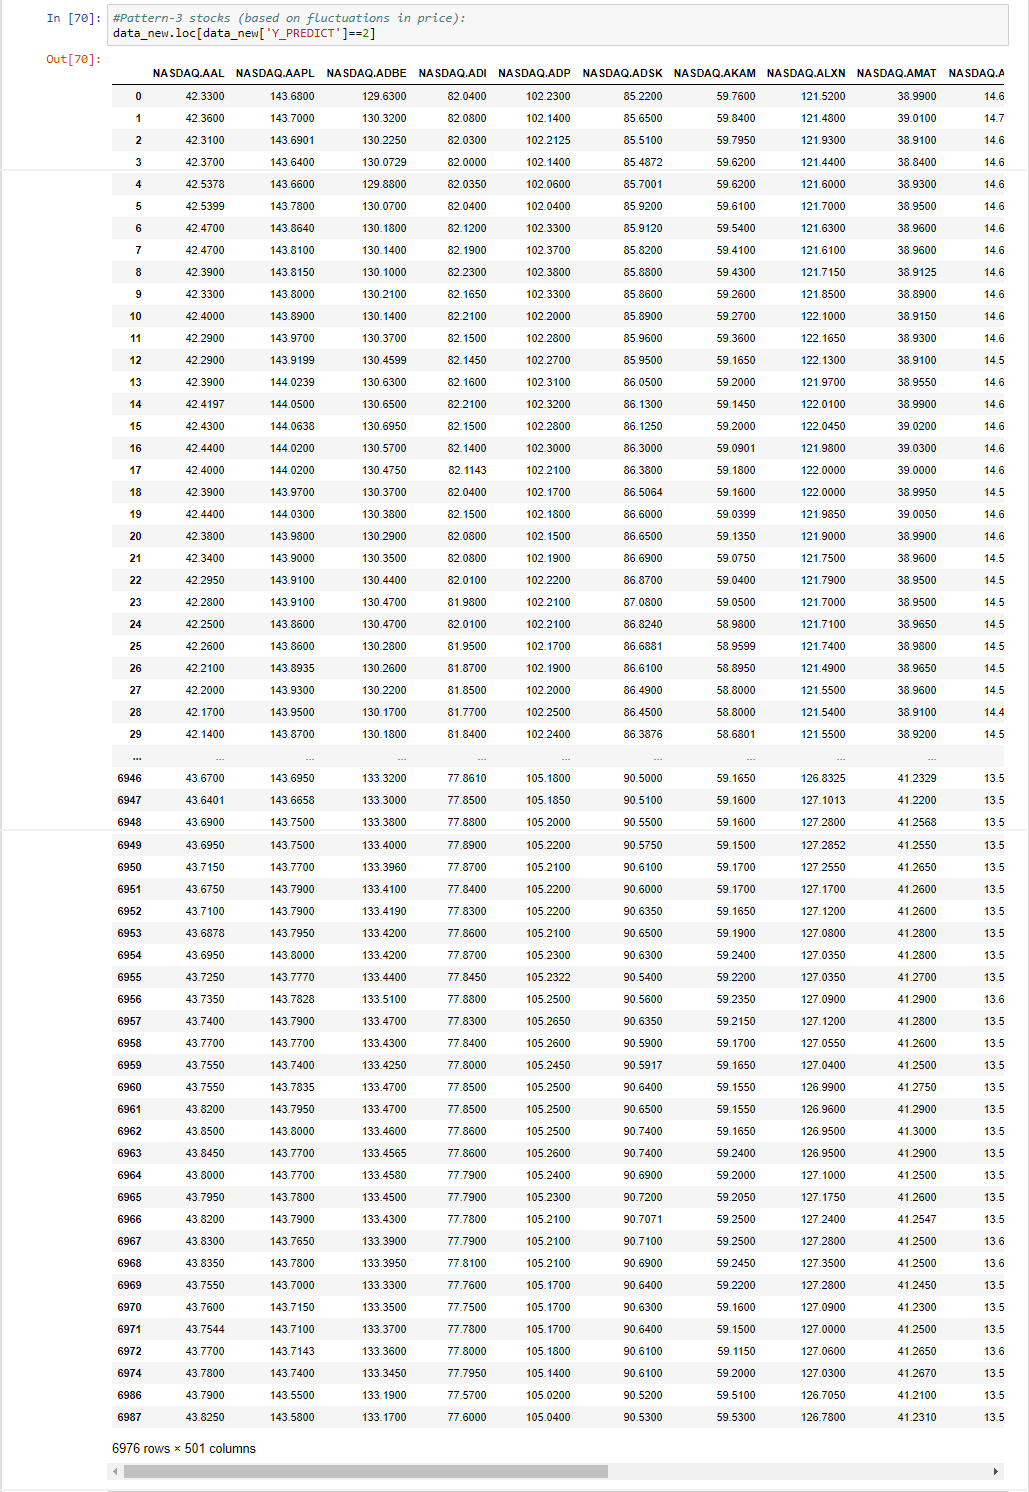 In [70]: #Pattern-3 stocks (based on fluctuations in price):
data_new.loc[data_new['Y_PREDICT']==2]
Out[70]:
NASDAQ.AAL NASDAQ.AAPL NASDAQ.ADBE NASDAQ.ADI NASDAQ.ADP NASDAQ.ADSK NASDAQ.AKAM NASDAQ.ALXN NASDAQ.AMAT NASDAQ.A
0 42.3300 143.6800 129.6300 82.0400 102.2300 85.2200 59.7600 121.5200 38.9900 14.6
1 42.3600 143.7000 130.3200 82.0800 102.1400 85.6500 59.8400 121.4800 39.0100 14.7
2 42.3100 143.6901 130.2250 82.0300 102.2125 85.5100 59.7950 121.9300 38.9100 14.6
3 42.3700 143.6400 130.0729 82.0000 102.1400 85.4872 59.6200 121.4400 38.8400 14.6
4 42.5378 143.6600 129.8800 82.0350 102.0600 85.7001 59.6200 121.6000 38.9300 14.6
5 42.5399 143.7800 130.0700 82.0400 102.0400 85.9200 59.6100 121.7000 38.9500 14.6
6 42.4700 143.8640 130.1800 82.1200 102.3300 85.9120 59.5400 121.6300 38.9600 14.6
7 42.4700 143.8100 130.1400 82.1900 102.3700 85.8200 59.4100 121.6100 38.9600 14.6
8 42.3900 143.8150 130.1000 82.2300 102.3800 85.8800 59.4300 121.7150 38.9125 14.6
9 42.3300 143.8000 130.2100 82.1650 102.3300 85.8600 59.2600 121.8500 38.8900 14.6
10 42.4000 143.8900 130.1400 82.2100 102.2000 85.8900 59.2700 122.1000 38.9150 14.6
11 42.2900 143.9700 130.3700 82.1500 102.2800 85.9600 59.3600 122.1650 38.9300 14.6
12 42.2900 143.9199 130.4599 82.1450 102.2700 85.9500 59.1650 122.1300 38.9100 14.5
13 42.3900 144.0239 130.6300 82.1600 102.3100 86.0500 59.2000 121.9700 38.9550 14.6
14 42.4197 144.0500 130.6500 82.2100 102.3200 86.1300 59.1450 122.0100 38.9900 14.6
15 42.4300 144.0638 130.6950 82.1500 102.2800 86.1250 59.2000 122.0450 39.0200 14.6
16 42.4400 144.0200 130.5700 82.1400 102.3000 86.3000 59.0901 121.9800 39.0300 14.6
17 42.4000 144.0200 130.4750 82.1143 102.2100 86.3800 59.1800 122.0000 39.0000 14.6
18 42.3900 143.9700 130.3700 82.0400 102.1700 86.5064 59.1600 122.0000 38.9950 14.5
19 42.4400 144.0300 130.3800 82.1500 102.1800 86.6000 59.0399 121.9850 39.0050 14.6
20 42.3800 143.9800 130.2900 82.0800 102.1500 86.6500 59.1350 121.9000 38.9900 14.6
21 42.3400 143.9000 130.3500 82.0800 102.1900 86.6900 59.0750 121.7500 38.9600 14.5
22 42.2950 143.9100 130.4400 82.0100 102.2200 86.8700 59.0400 121.7900 38.9500 14.5
23 42.2800 143.9100 130.4700 81.9800 102.2100 87.0800 59.0500 121.7000 38.9500 14.5
24 42.2500 143.8600 130.4700 82.0100 102.2100 86.8240 58.9800 121.7100 38.9650 14.5
25 42.2600 143.8600 130.2800 81.9500 102.1700 86.6881 58.9599 121.7400 38.9800 14.5
26 42.2100 143.8935 130.2600 81.8700 102.1900 86.6100 58.8950 121.4900 38.9650 14.5
27 42.2000 143.9300 130.2200 81.8500 102.2000 86.4900 58.8000 121.5500 38.9600 14.5
28 42.1700 143.9500 130.1700 81.7700 102.2500 86.4500 58.8000 121.5400 38.9100 14.4
29 42.1400 143.8700 130.1800 81.8400 102.2400 86.3876 58.6801 121.5500 38.9200 14.5
... ... ... ... ... ... ... ... ... ...
6946 43.6700 143.6950 133.3200 77.8610 105.1800 90.5000 59.1650 126.8325 41.2329 13.5
6947 43.6401 143.6658 133.3000 77.8500 105.1850 90.5100 59.1600 127.1013 41.2200 13.5
6948 43.6900 143.7500 133.3800 77.8800 105.2000 90.5500 59.1600 127.2800 41.2568 13.5
6949 43.6950 143.7500 133.4000 77.8900 105.2200 90.5750 59.1500 127.2852 41.2550 13.5
6950 43.7150 143.7700 133.3960 77.8700 105.2100 90.6100 59.1700 127.2550 41.2650 13.5
6951 43.6750 143.7900 133.4100 77.8400 105.2200 90.6000 59.1700 127.1700 41.2600 13.5
6952 43.7100 143.7900 133.4190 77.8300 105.2200 90.6350 59.1650 127.1200 41.2600 13.5
6953 43.6878 143.7950 133.4200 77.8600 105.2100 90.6500 59.1900 127.0800 41.2800 13.5
6954 43.6950 143.8000 133.4200 77.8700 105.2300 90.6300 59.2400 127.0350 41.2800 13.5
6955 43.7250 143.7770 133.4400 77.8450 105.2322 90.5400 59.2200 127.0350 41.2700 13.5
6956 43.7350 143.7828 133.5100 77.8800 105.2500 90.5600 59.2350 127.0900 41.2900 13.6
6957 43.7400 143.7900 133.4700 77.8300 105.2650 90.6350 59.2150 127.1200 41.2800 13.5
6958 43.7700 143.7700 133.4300 77.8400 105.2600 90.5900 59.1700 127.0550 41.2600 13.5
6959 43.7550 143.7400 133.4250 77.8000 105.2450 90.5917 59.1650 127.0400 41.2500 13.5
6960 43.7550 143.7835 133.4700 77.8500 105.2500 90.6400 59.1550 126.9900 41.2750 13.5
6961 43.8200 143.7950 133.4700 77.8500 105.2500 90.6500 59.1550 126.9600 41.2900 13.5
6962 43.8500 143.8000 133.4600 77.8600 105.2500 90.7400 59.1650 126.9500 41.3000 13.5
6963 43.8450 143.7700 133.4565 77.8600 105.2600 90.7400 59.2400 126.9500 41.2900 13.5
6964 43.8000 143.7700 133.4580 77.7900 105.2400 90.6900 59.2000 127.1000 41.2500 13.5
6965 43.7950 143.7800 133.4500 77.7900 105.2300 90.7200 59.2050 127.1750 41.2600 13.5
6966 43.8200 143.7900 133.4300 77.7800 105.2100 90.7071 59.2500 127.2400 41.2547 13.5
6967 43.8300 143.7650 133.3900 77.7900 105.2100 90.7100 59.2500 127.2800 41.2500 13.6
6968 43.8350 143.7800 133.3950 77.8100 105.2100 90.6900 59.2450 127.3500 41.2500 13.6
6969 43.7550 143.7000 133.3300 77.7600 105.1700 90.6400 59.2200 127.2800 41.2450 13.5
6970 43.7600 143.7150 133.3500 77.7500 105.1700 90.6300 59.1600 127.0900 41.2300 13.5
6971 43.7544 143.7100 133.3700 77.7800 105.1700 90.6400 59.1500 127.0000 41.2500 13.5
6972 43.7700 143.7143 133.3600 77.8000 105.1800 90.6100 59.1150 127.0600 41.2650 13.6
6974 43.7800 143.7400 133.3450 77.7950 105.1400 90.6100 59.2000 127.0300 41.2670 13.5
6986 43.7900 143.5500 133.1900 77.5700 105.0200 90.5200 59.5100 126.7050 41.2100 13.5
6987 43.8250 143.5800 133.1700 77.6000 105.0400 90.5300 59.5300 126.7800 41.2310 13.5
6976 rows × 501 columns